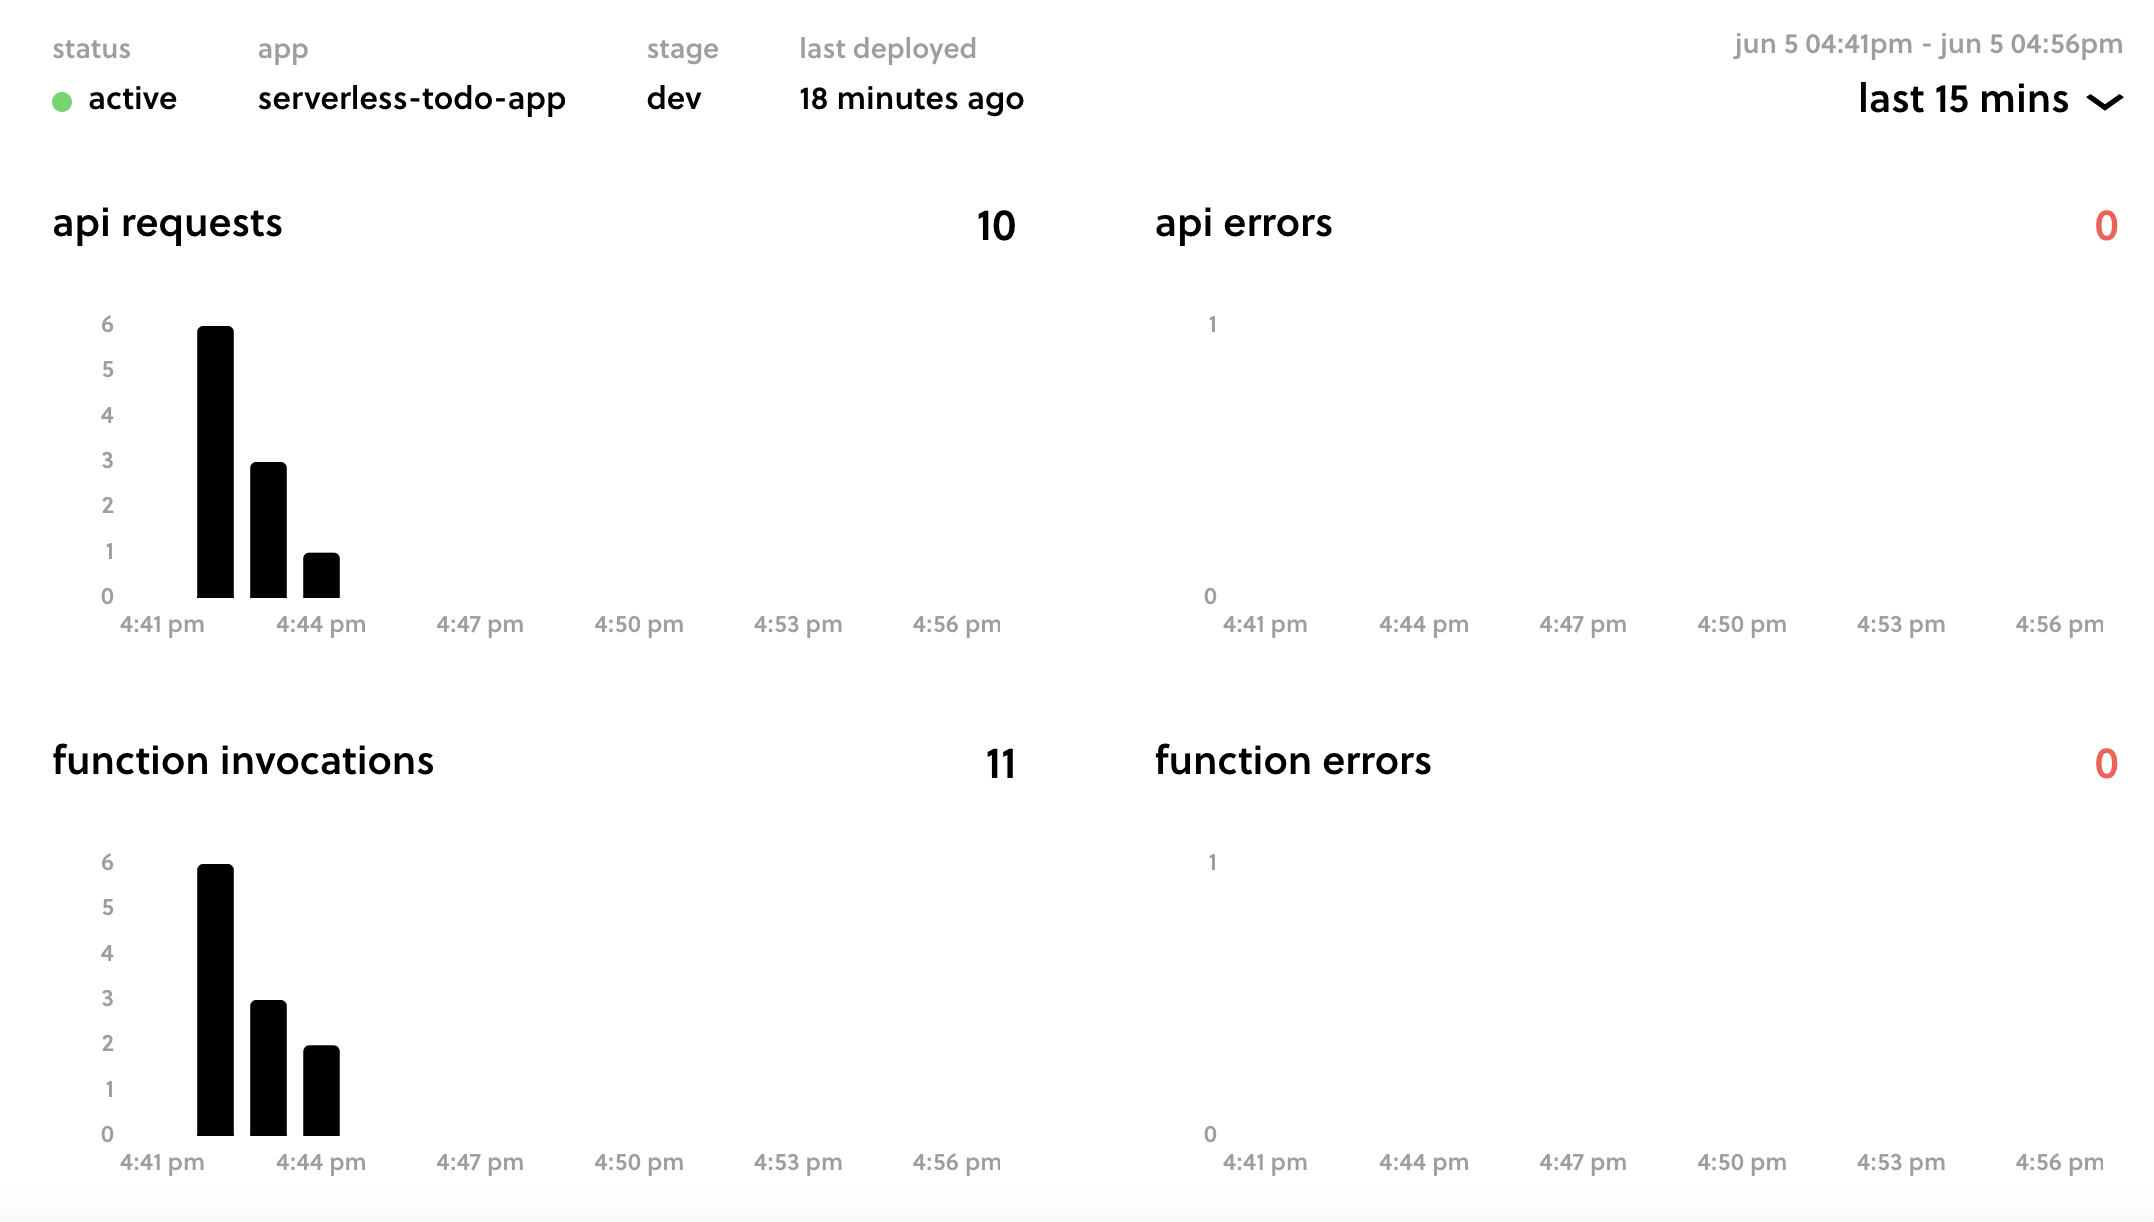 status app stage last deployed jun 5 04:41pm - jun 5 04:56pm
active serverless-todo-app dev 18 minutes ago last 15 mins
api requests 10
6
5
4
3
2
1
0
4:41 pm 4:44 pm 4:47 pm 4:50 pm 4:53 pm 4:56 pm
api errors 0
1
0
4:41 pm 4:44 pm 4:47 pm 4:50 pm 4:53 pm 4:56 pm
function invocations 11
6
5
4
3
2
1
0
4:41 pm 4:44 pm 4:47 pm 4:50 pm 4:53 pm 4:56 pm
function errors 0
1
0
4:41 pm 4:44 pm 4:47 pm 4:50 pm 4:53 pm 4:56 pm